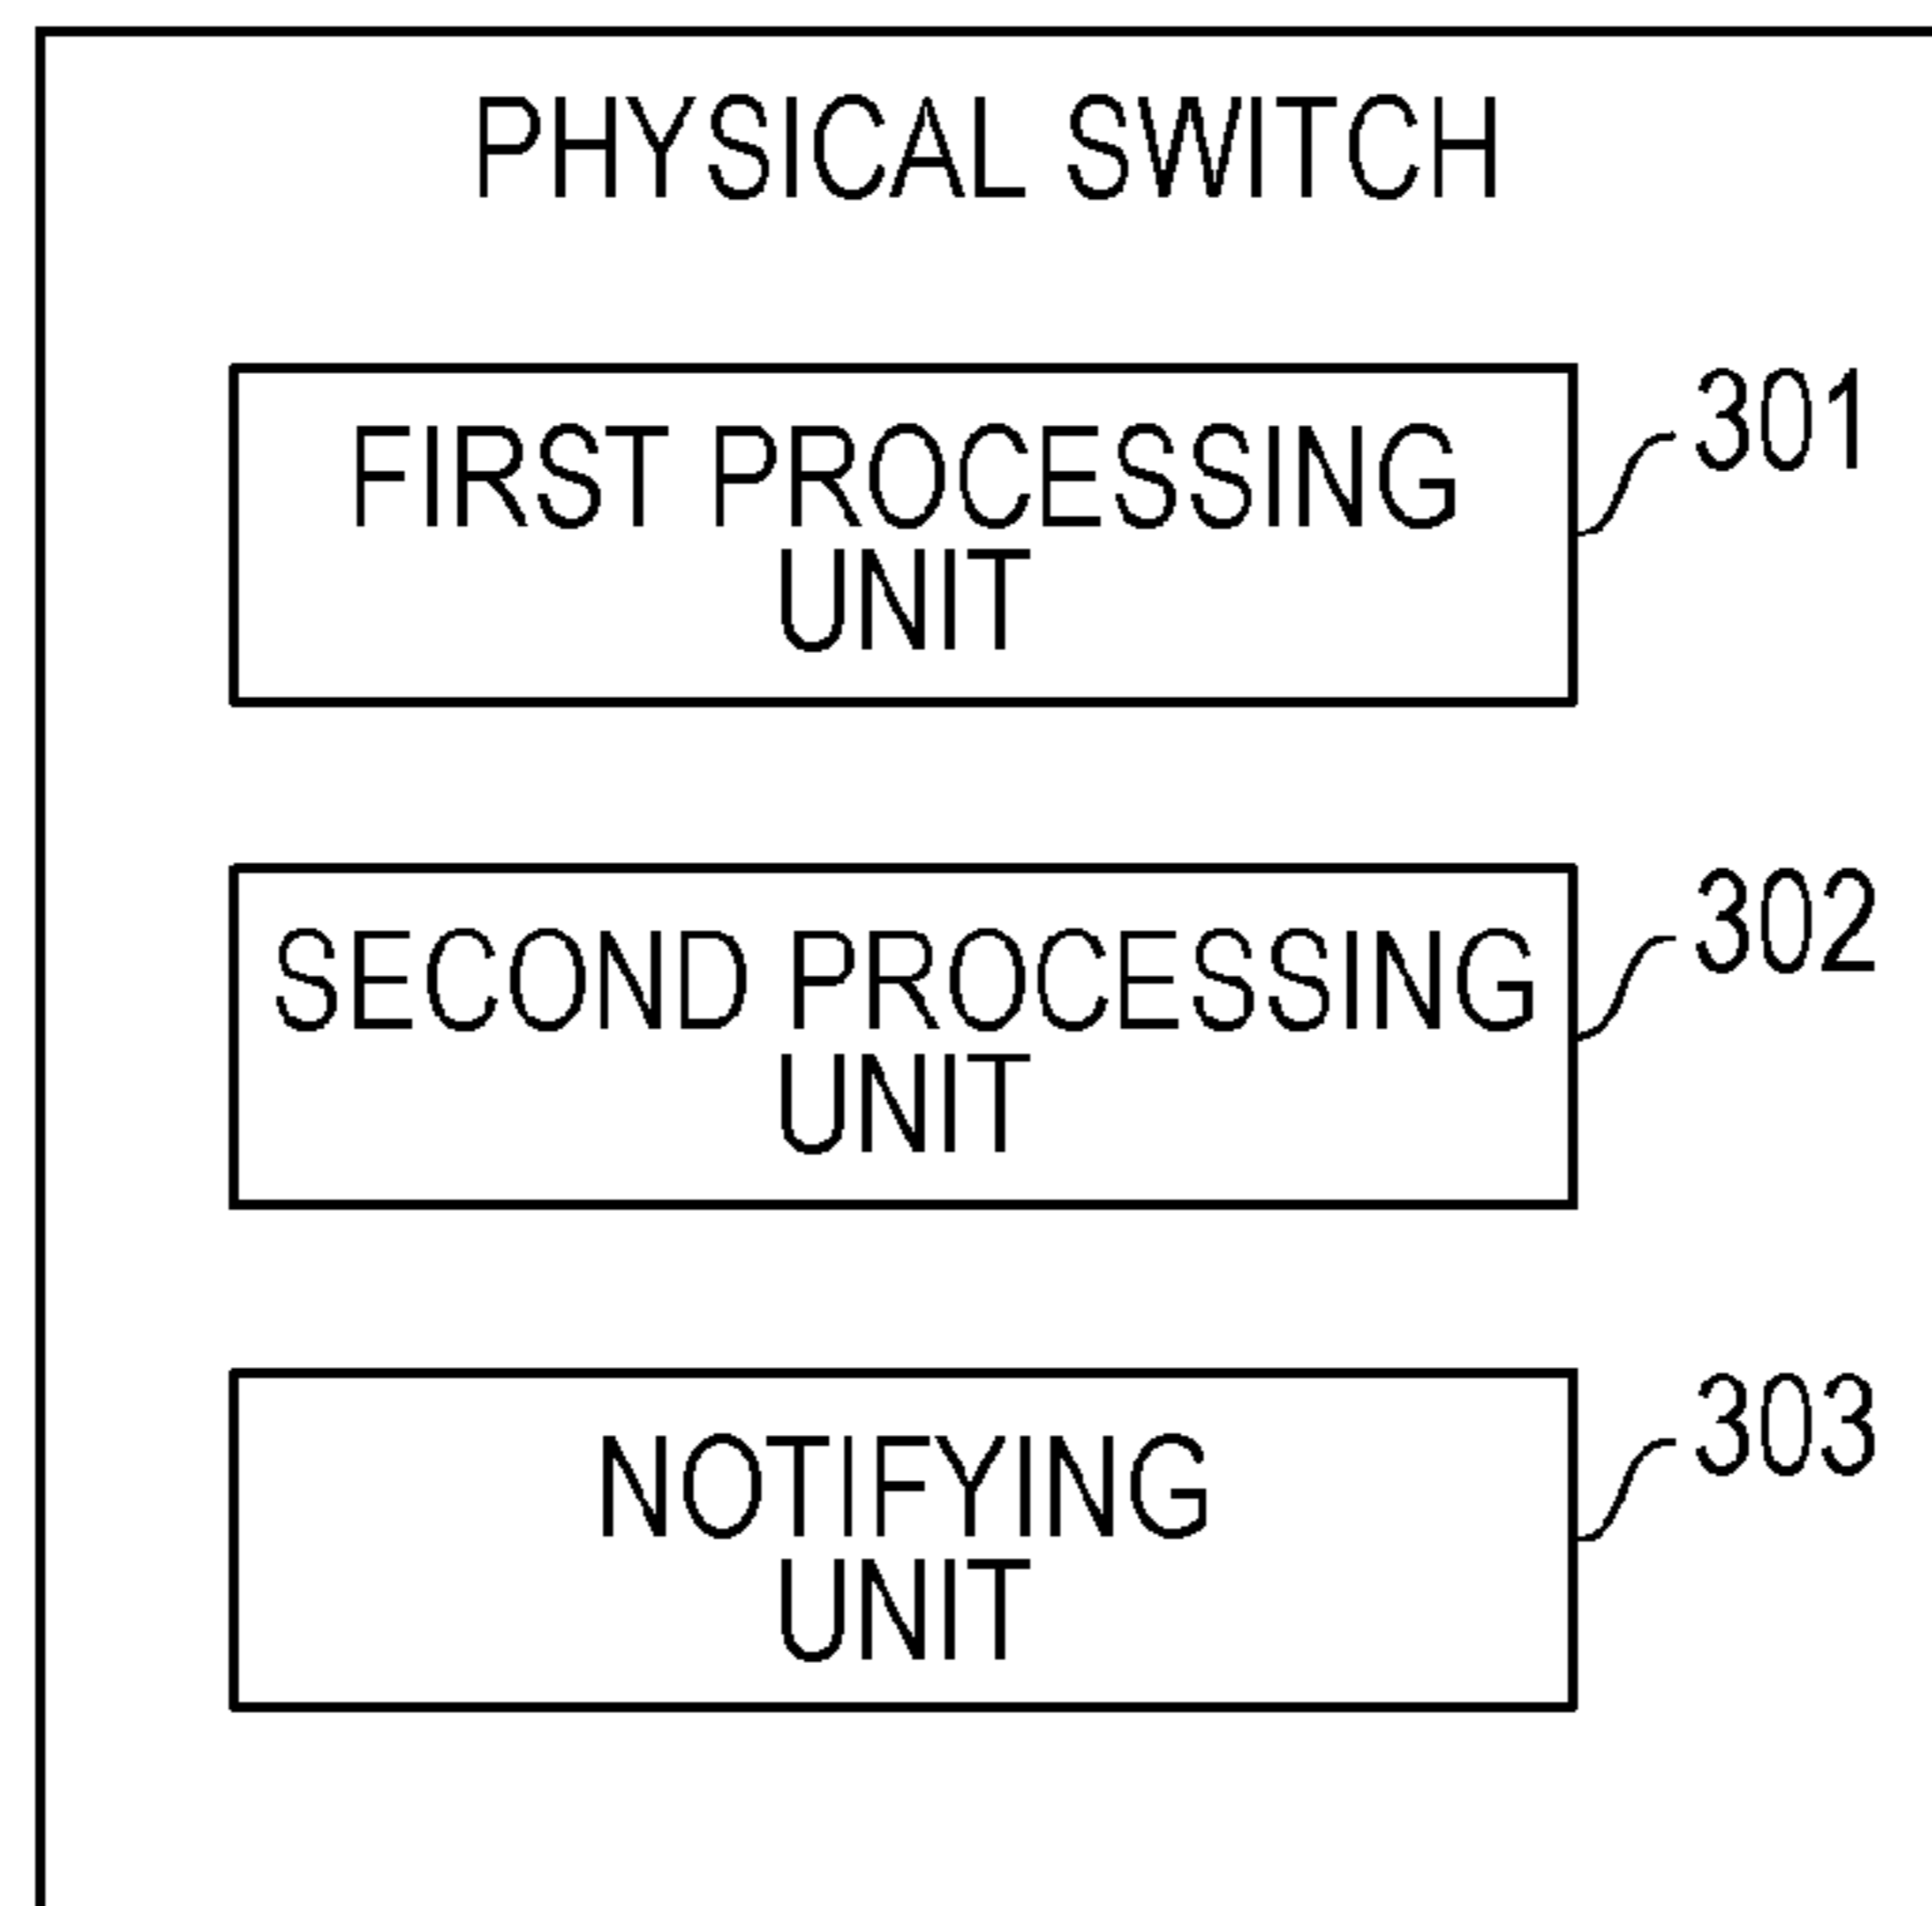 PHYSICAL SWITCH
FIRST PROCESSING
UNIT
301
SECOND PROCESSING
UNIT
302
NOTIFYING
UNIT
303